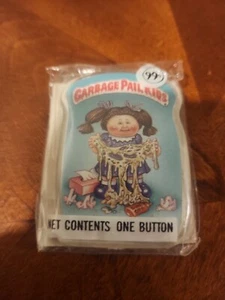 99¢
GARBAGE PAIL KIDS
NET CONTENTS ONE BUTTON